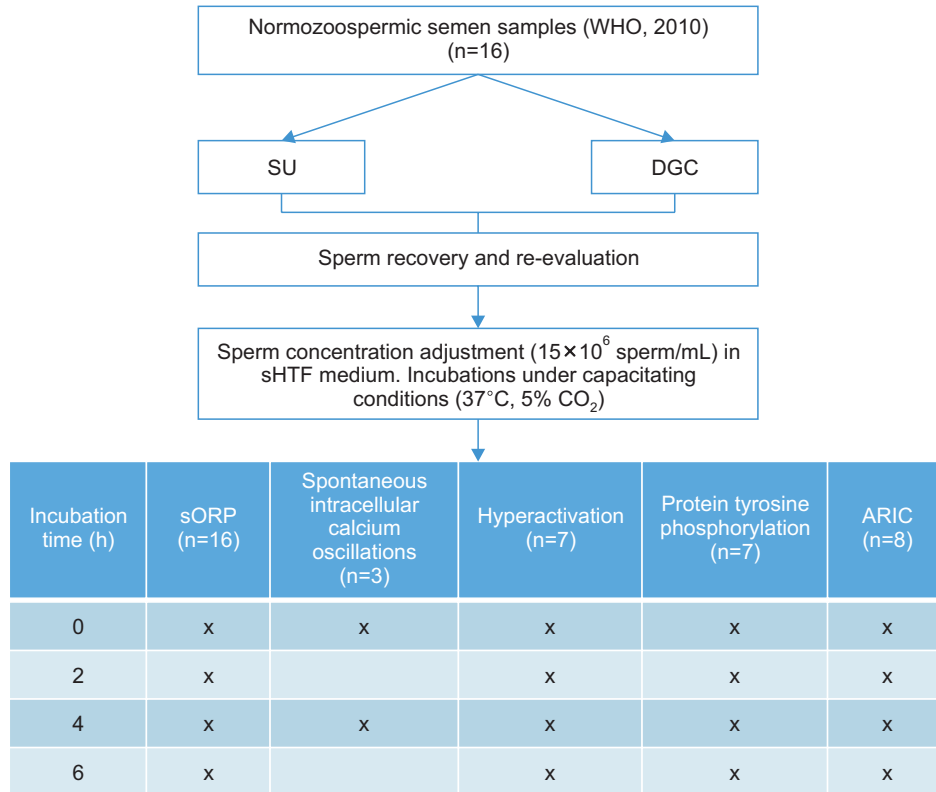 Normozoospermic semen samples (WHO, 2010)
(n=16)
SU
DGC
Sperm recovery and re-evaluation
Sperm concentration adjustment (15×10⁶ sperm/mL) in
sHTF medium. Incubations under capacitating
conditions (37°C, 5% CO₂)
Incubation
time (h)
sORP
(n=16)
Spontaneous
intracellular
calcium
oscillations
(n=3)
Hyperactivation
(n=7)
Protein tyrosine
phosphorylation
(n=7)
ARIC
(n=8)
0 x x x x x
2 x x x x
4 x x x x x
6 x x x x